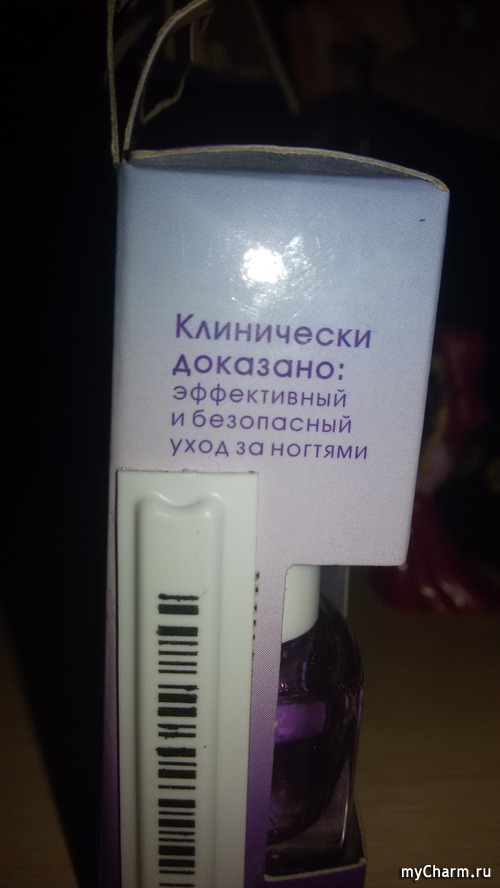 Клинически
доказано:
эффективный
и безопасный
уход за ногтями
myCharm.ru